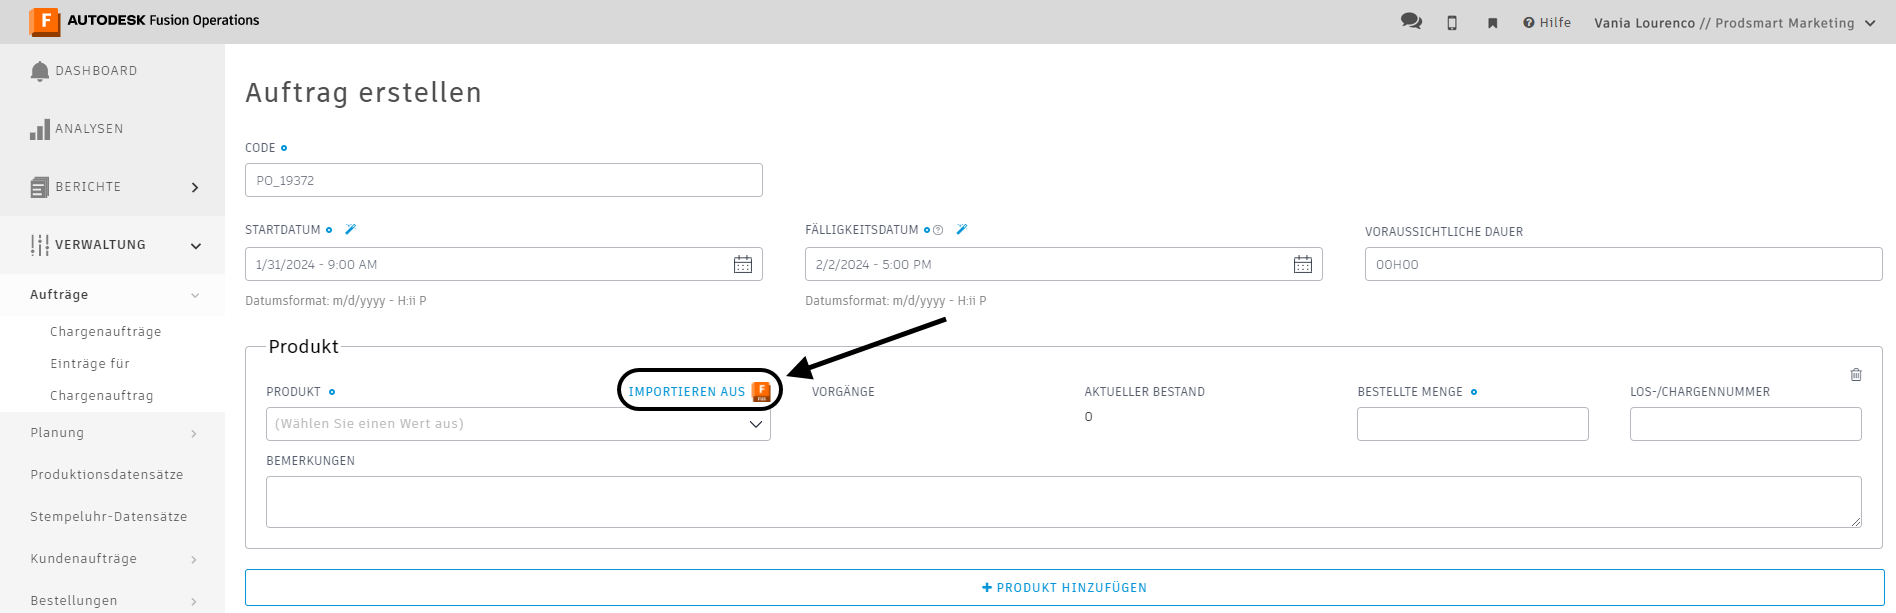 AUTODESK Fusion Operations
Hilfe
Vania Lourenco // Prodsmart Marketing
DASHBOARD
ANALYSEN
BERICHTE
VERWALTUNG
Aufträge
Chargenaufträge
Einträge für
Chargenauftrag
Planung
Produktionsdatensätze
Stempeluhr-Datensätze
Kundenaufträge
Bestellungen
Auftrag erstellen
CODE
PO_19372
STARTDATUM
1/31/2024 - 9:00 AM
Datumsformat: m/d/yyyy - H:ii P
FÄLLIGKEITSDATUM
2/2/2024 - 5:00 PM
Datumsformat: m/d/yyyy - H:ii P
VORAUSSICHTLICHE DAUER
00H00
Produkt
PRODUKT
IMPORTIEREN AUS
(Wählen Sie einen Wert aus)
VORGÄNGE
AKTUELLER BESTAND
0
BESTELLTE MENGE
LOS-/CHARGENNUMMER
BEMERKUNGEN
+ PRODUKT HINZUFÜGEN